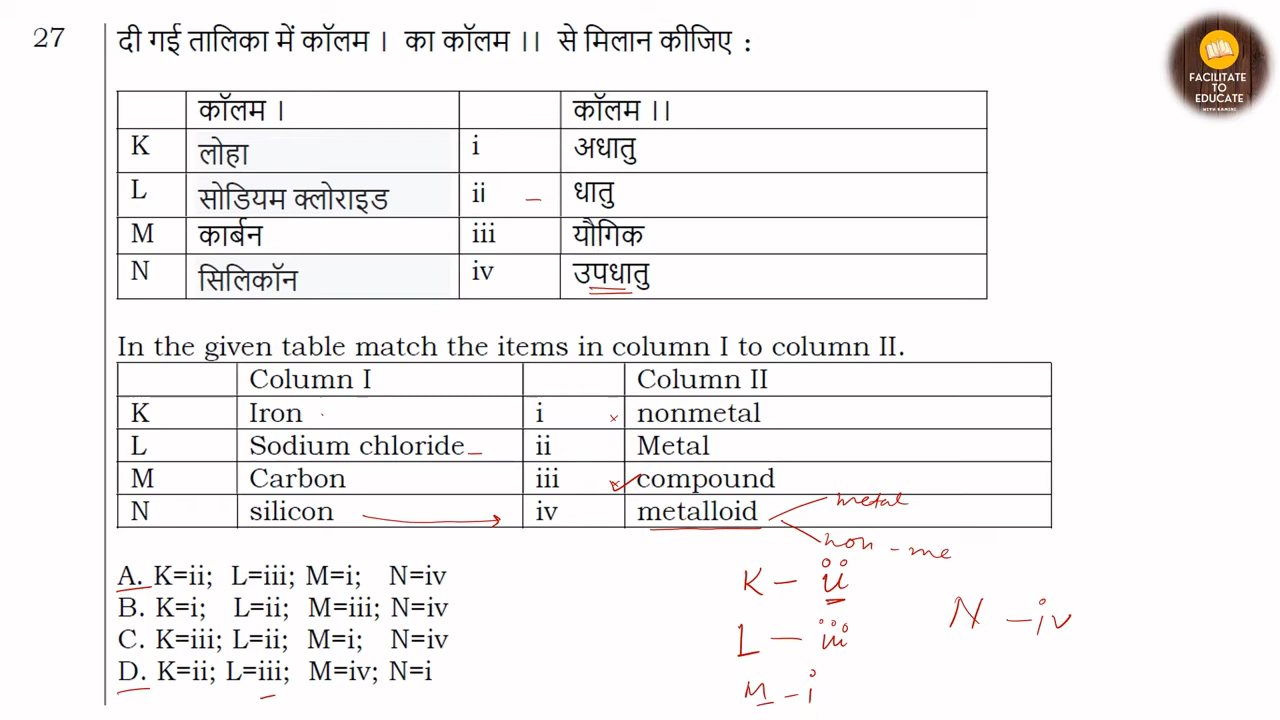 27 दी गई तालिका में कॉलम । का कॉलम ।। से मिलान कीजिए :
FACILITATE
TO
EDUCATE
कॉलम । कॉलम ।।
K लोहा i अधातु
L सोडियम क्लोराइड ii धातु
M कार्बन iii यौगिक
N सिलिकॉन iv उपधातु
In the given table match the items in column I to column II.
Column I Column II
K Iron i nonmetal
L Sodium chloride ii Metal
M Carbon iii compound
N silicon iv metalloid
metal
non - me
A. K=ii; L=iii; M=i; N=iv
B. K=i; L=ii; M=iii; N=iv
C. K=iii; L=ii; M=i; N=iv
D. K=ii; L=iii; M=iv; N=i
K - ii
L - iii
M - i
N - iv